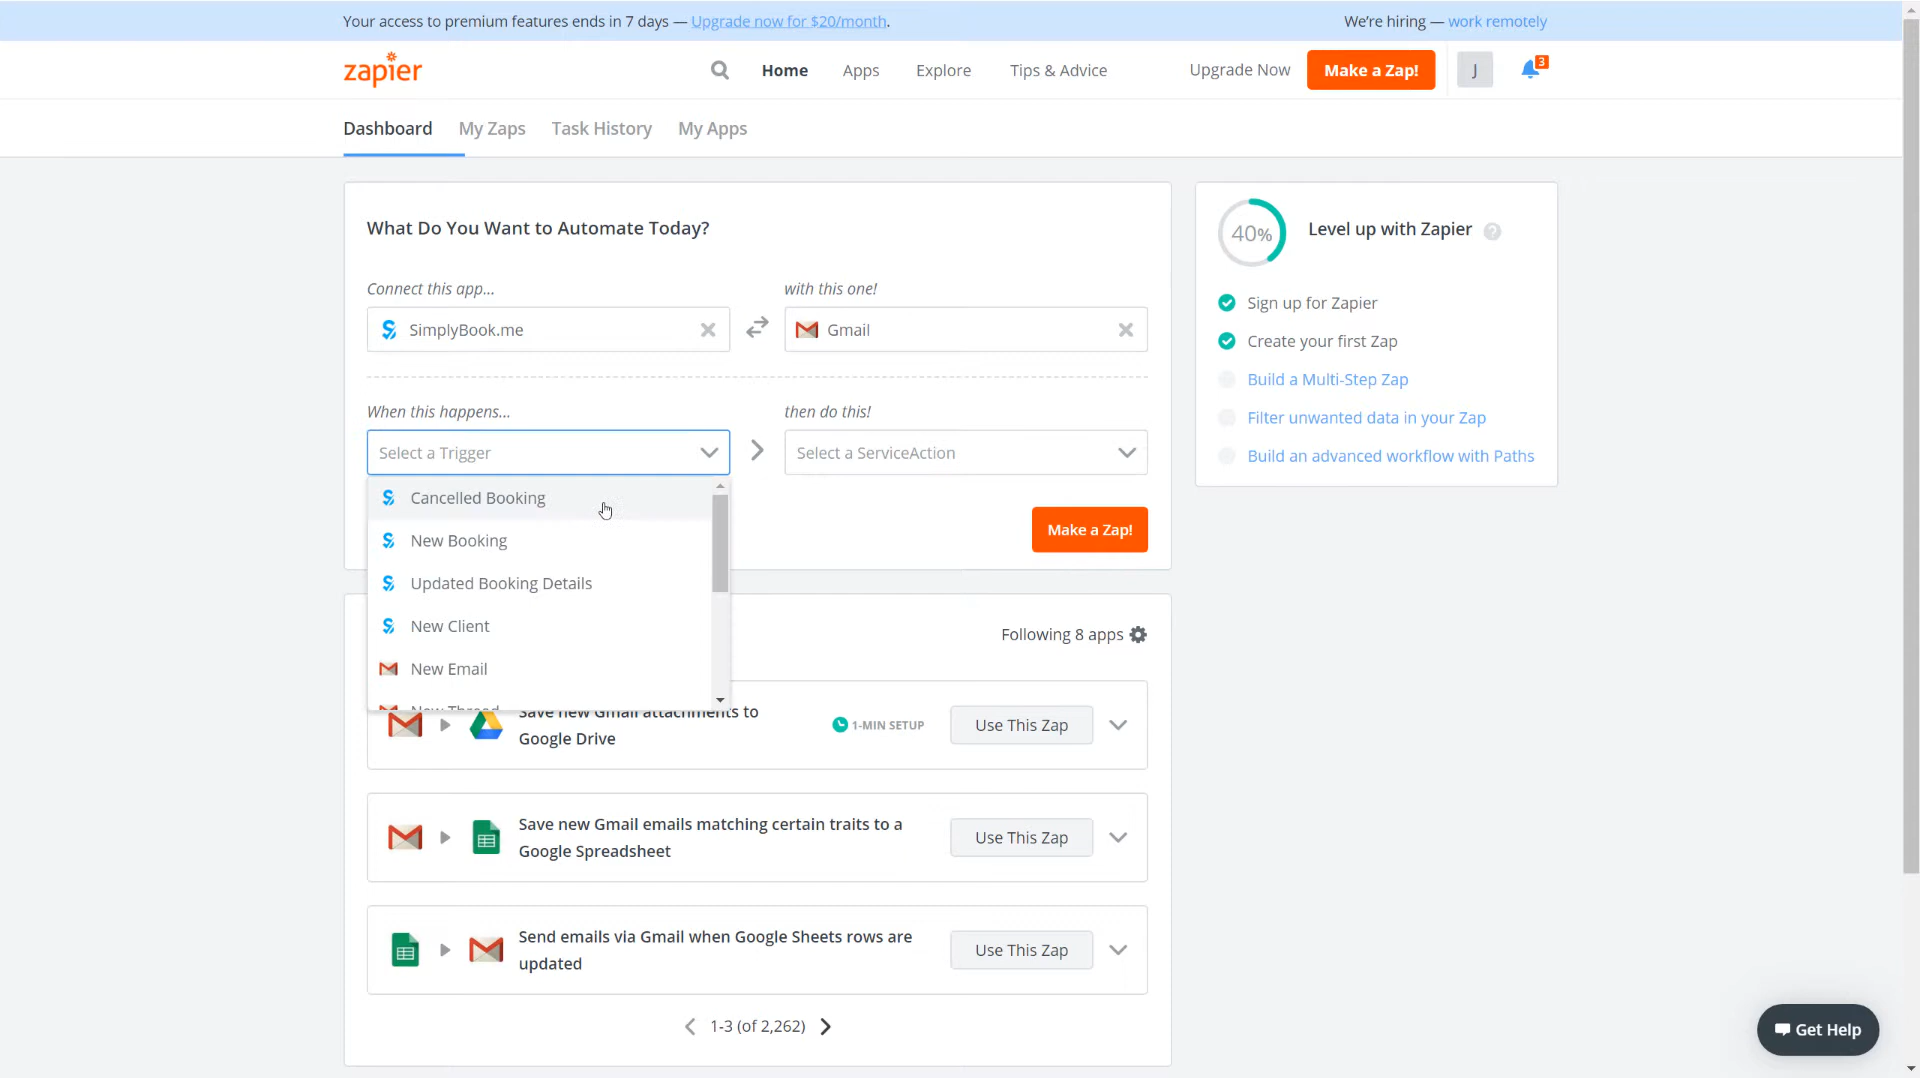 Your access to premium features ends in 7 days — Upgrade now for $20/month.
We're hiring — work remotely
zapier
Home
Apps
Explore
Tips & Advice
Upgrade Now
Make a Zap!
J
3
Dashboard
My Zaps
Task History
My Apps
What Do You Want to Automate Today?
Connect this app...
with this one!
SimplyBook.me
Gmail
When this happens...
then do this!
Select a Trigger
Select a ServiceAction
Cancelled Booking
New Booking
Updated Booking Details
New Client
New Email
New Thread
Make a Zap!
Following 8 apps
Save new Gmail attachments to
Google Drive
1-MIN SETUP
Use This Zap
Save new Gmail emails matching certain traits to a
Google Spreadsheet
Use This Zap
Send emails via Gmail when Google Sheets rows are
updated
Use This Zap
1-3 (of 2,262)
40%
Level up with Zapier
?
Sign up for Zapier
Create your first Zap
Build a Multi-Step Zap
Filter unwanted data in your Zap
Build an advanced workflow with Paths
Get Help